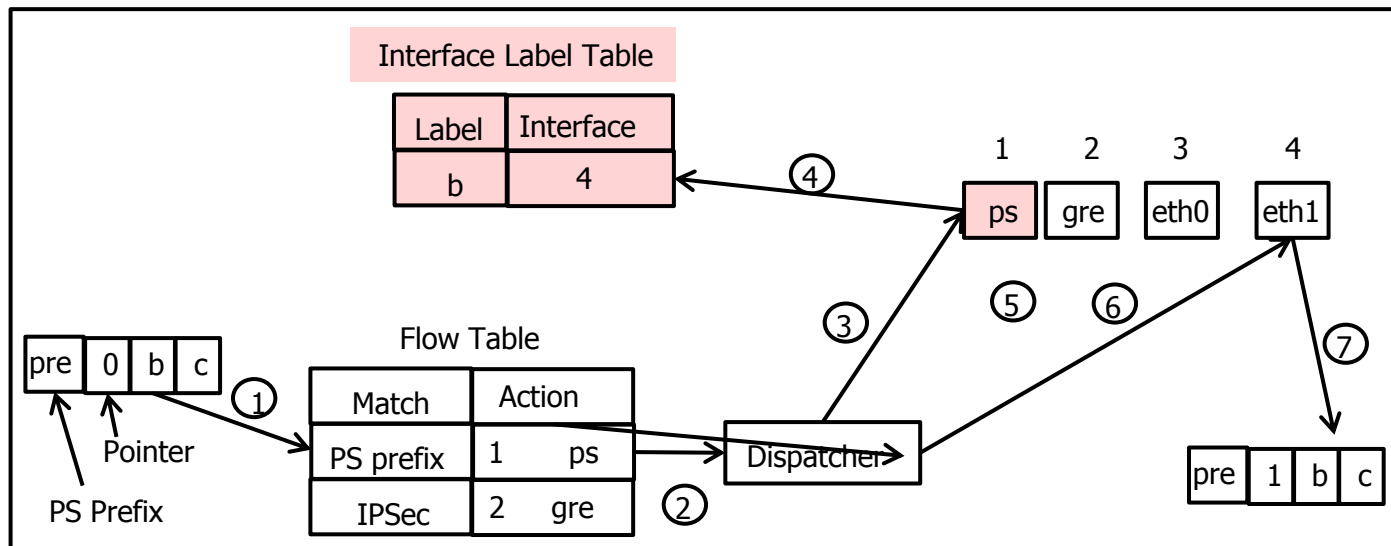 Interface Label Table
Label Interface
b 4
1 2 3 4
ps gre eth0 eth1
4
5 6
3
7
Flow Table
pre 0 b c
1
Match Action
Pointer
PS prefix 1 ps
Dispatcher
PS Prefix
IPSec 2 gre
2
pre 1 b c